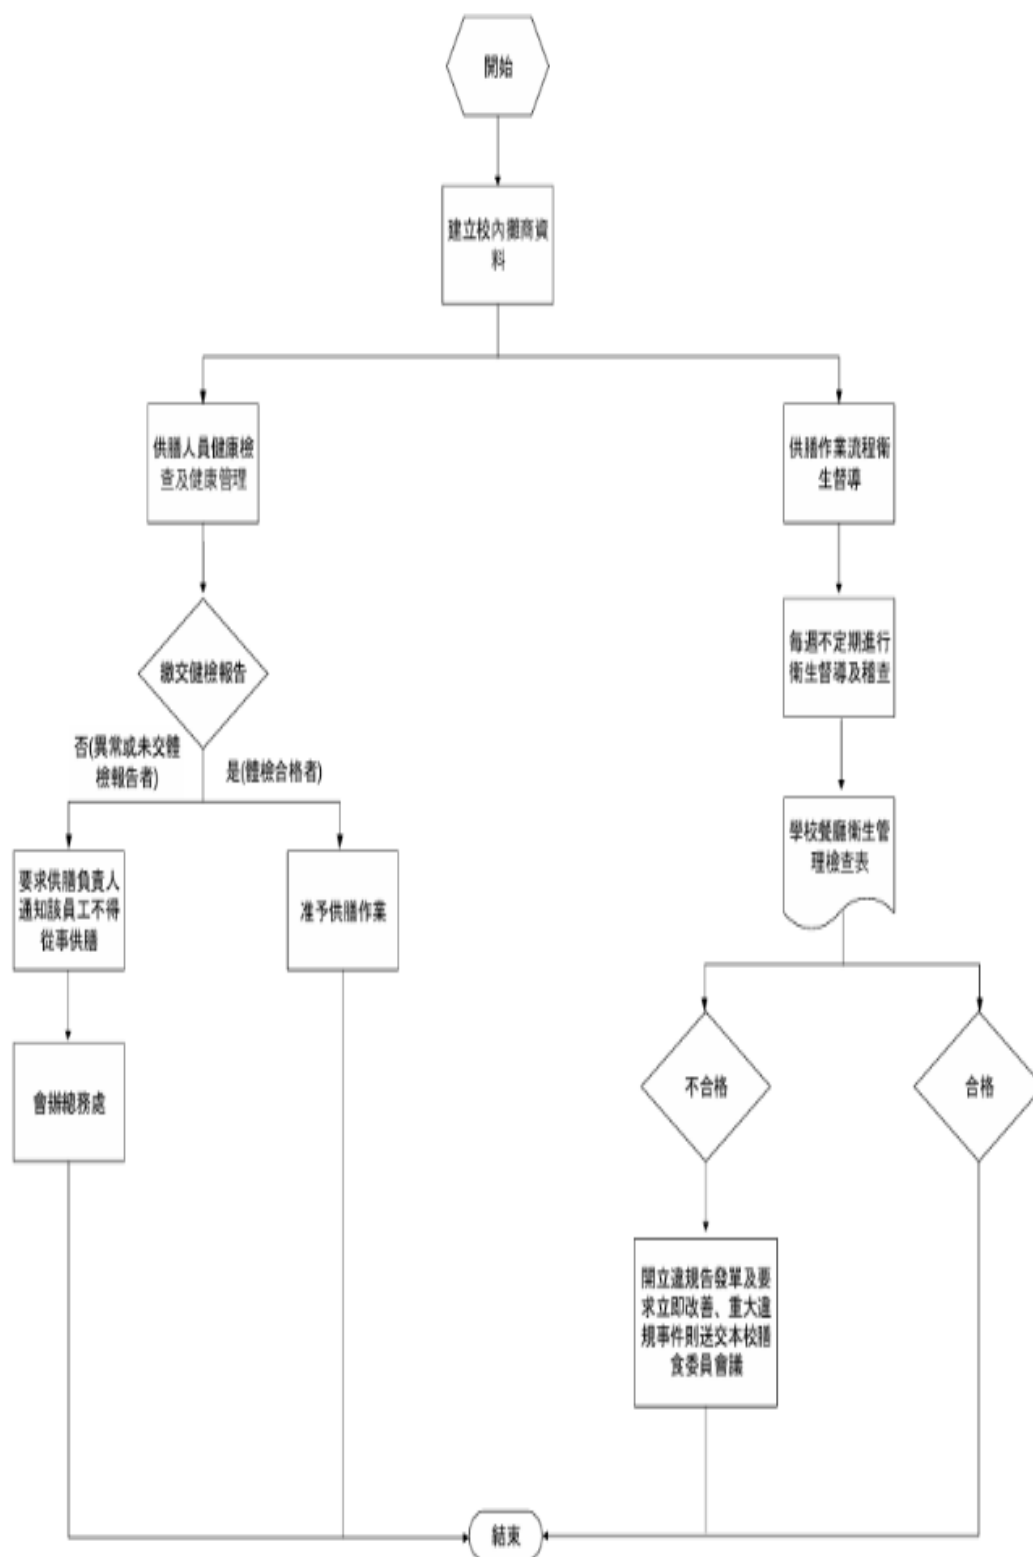 開始
建立校內攤商資
料
供膳人員健康檢
查及健康管理
供膳作業流程衛
生督導
繳交健檢報告
每週不定期進行
衛生督導及稽查
否(異常或未交體
檢報告者)
是(體檢合格者)
學校餐廳衛生管
理檢查表
要求供膳負責人
通知該員工不得
從事供膳
准予供膳作業
會辦總務處
不合格
合格
開立違規告發單及要
求立即改善、重大違
規事件則送交本校膳
食委員會議
結束